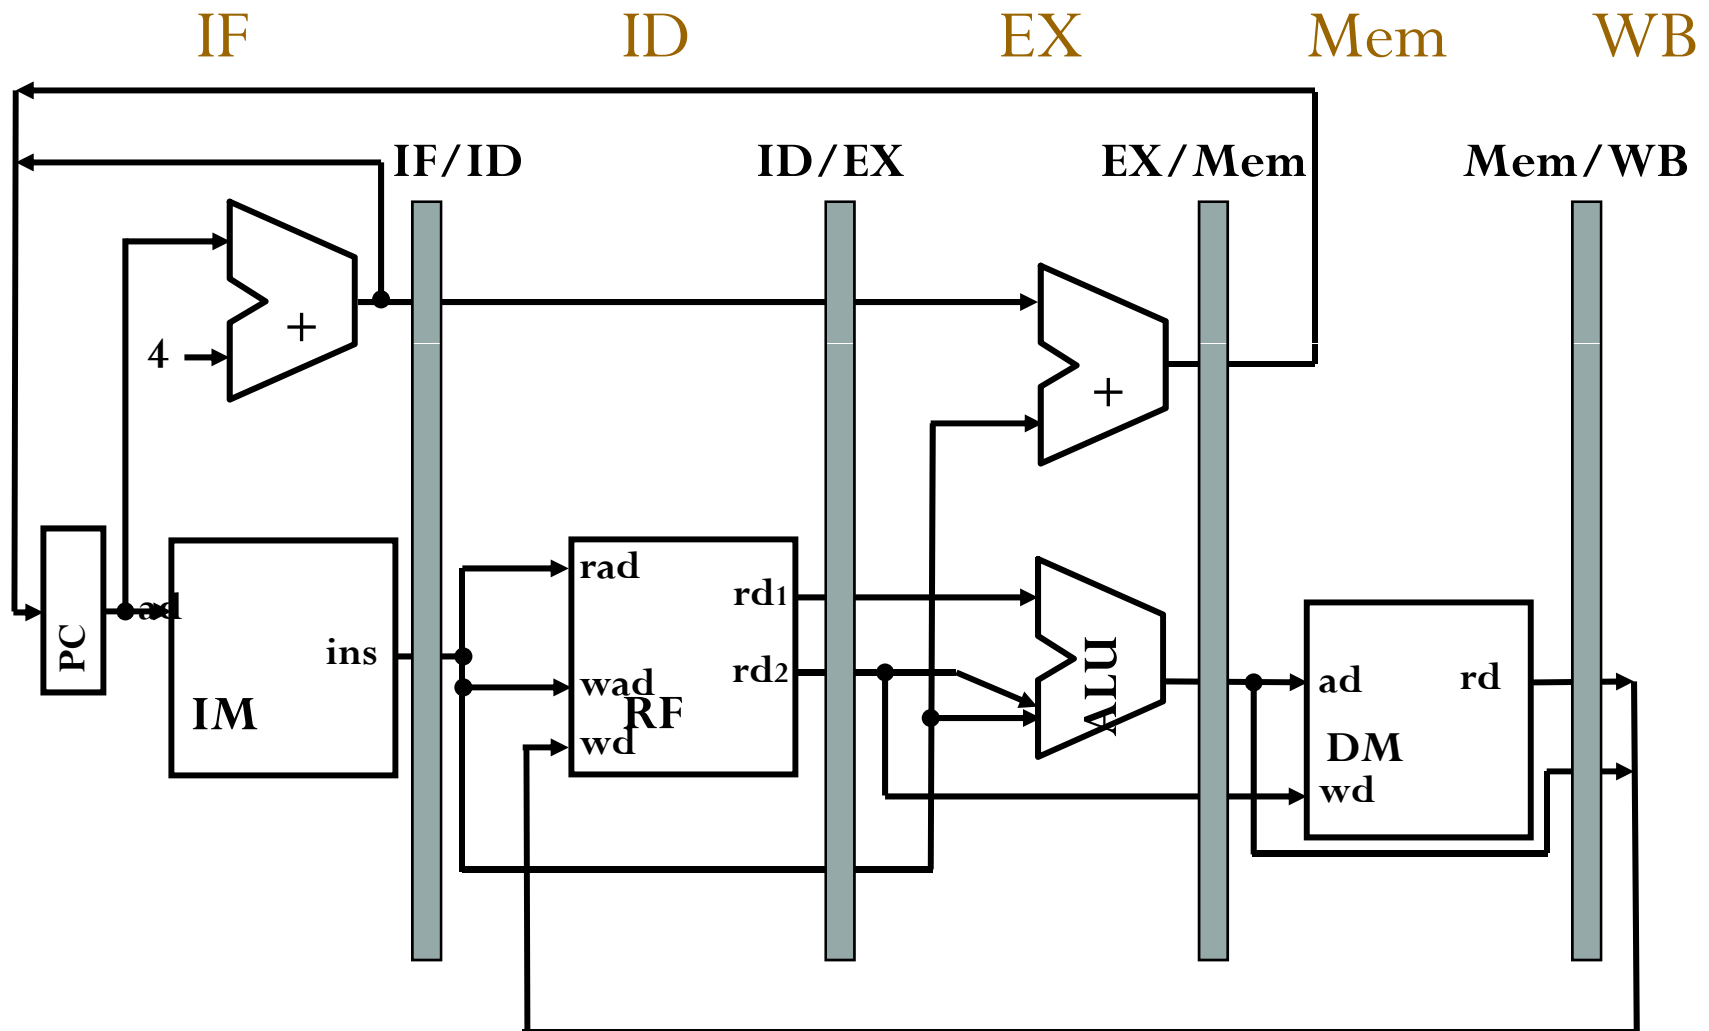 IF ID EX Mem WB
IF/ID ID/EX EX/Mem Mem/WB
+
4
+
PC
ad
ins
IM
rad
rd1
rd2
wad
RF
wd
ALU
ad
rd
DM
wd